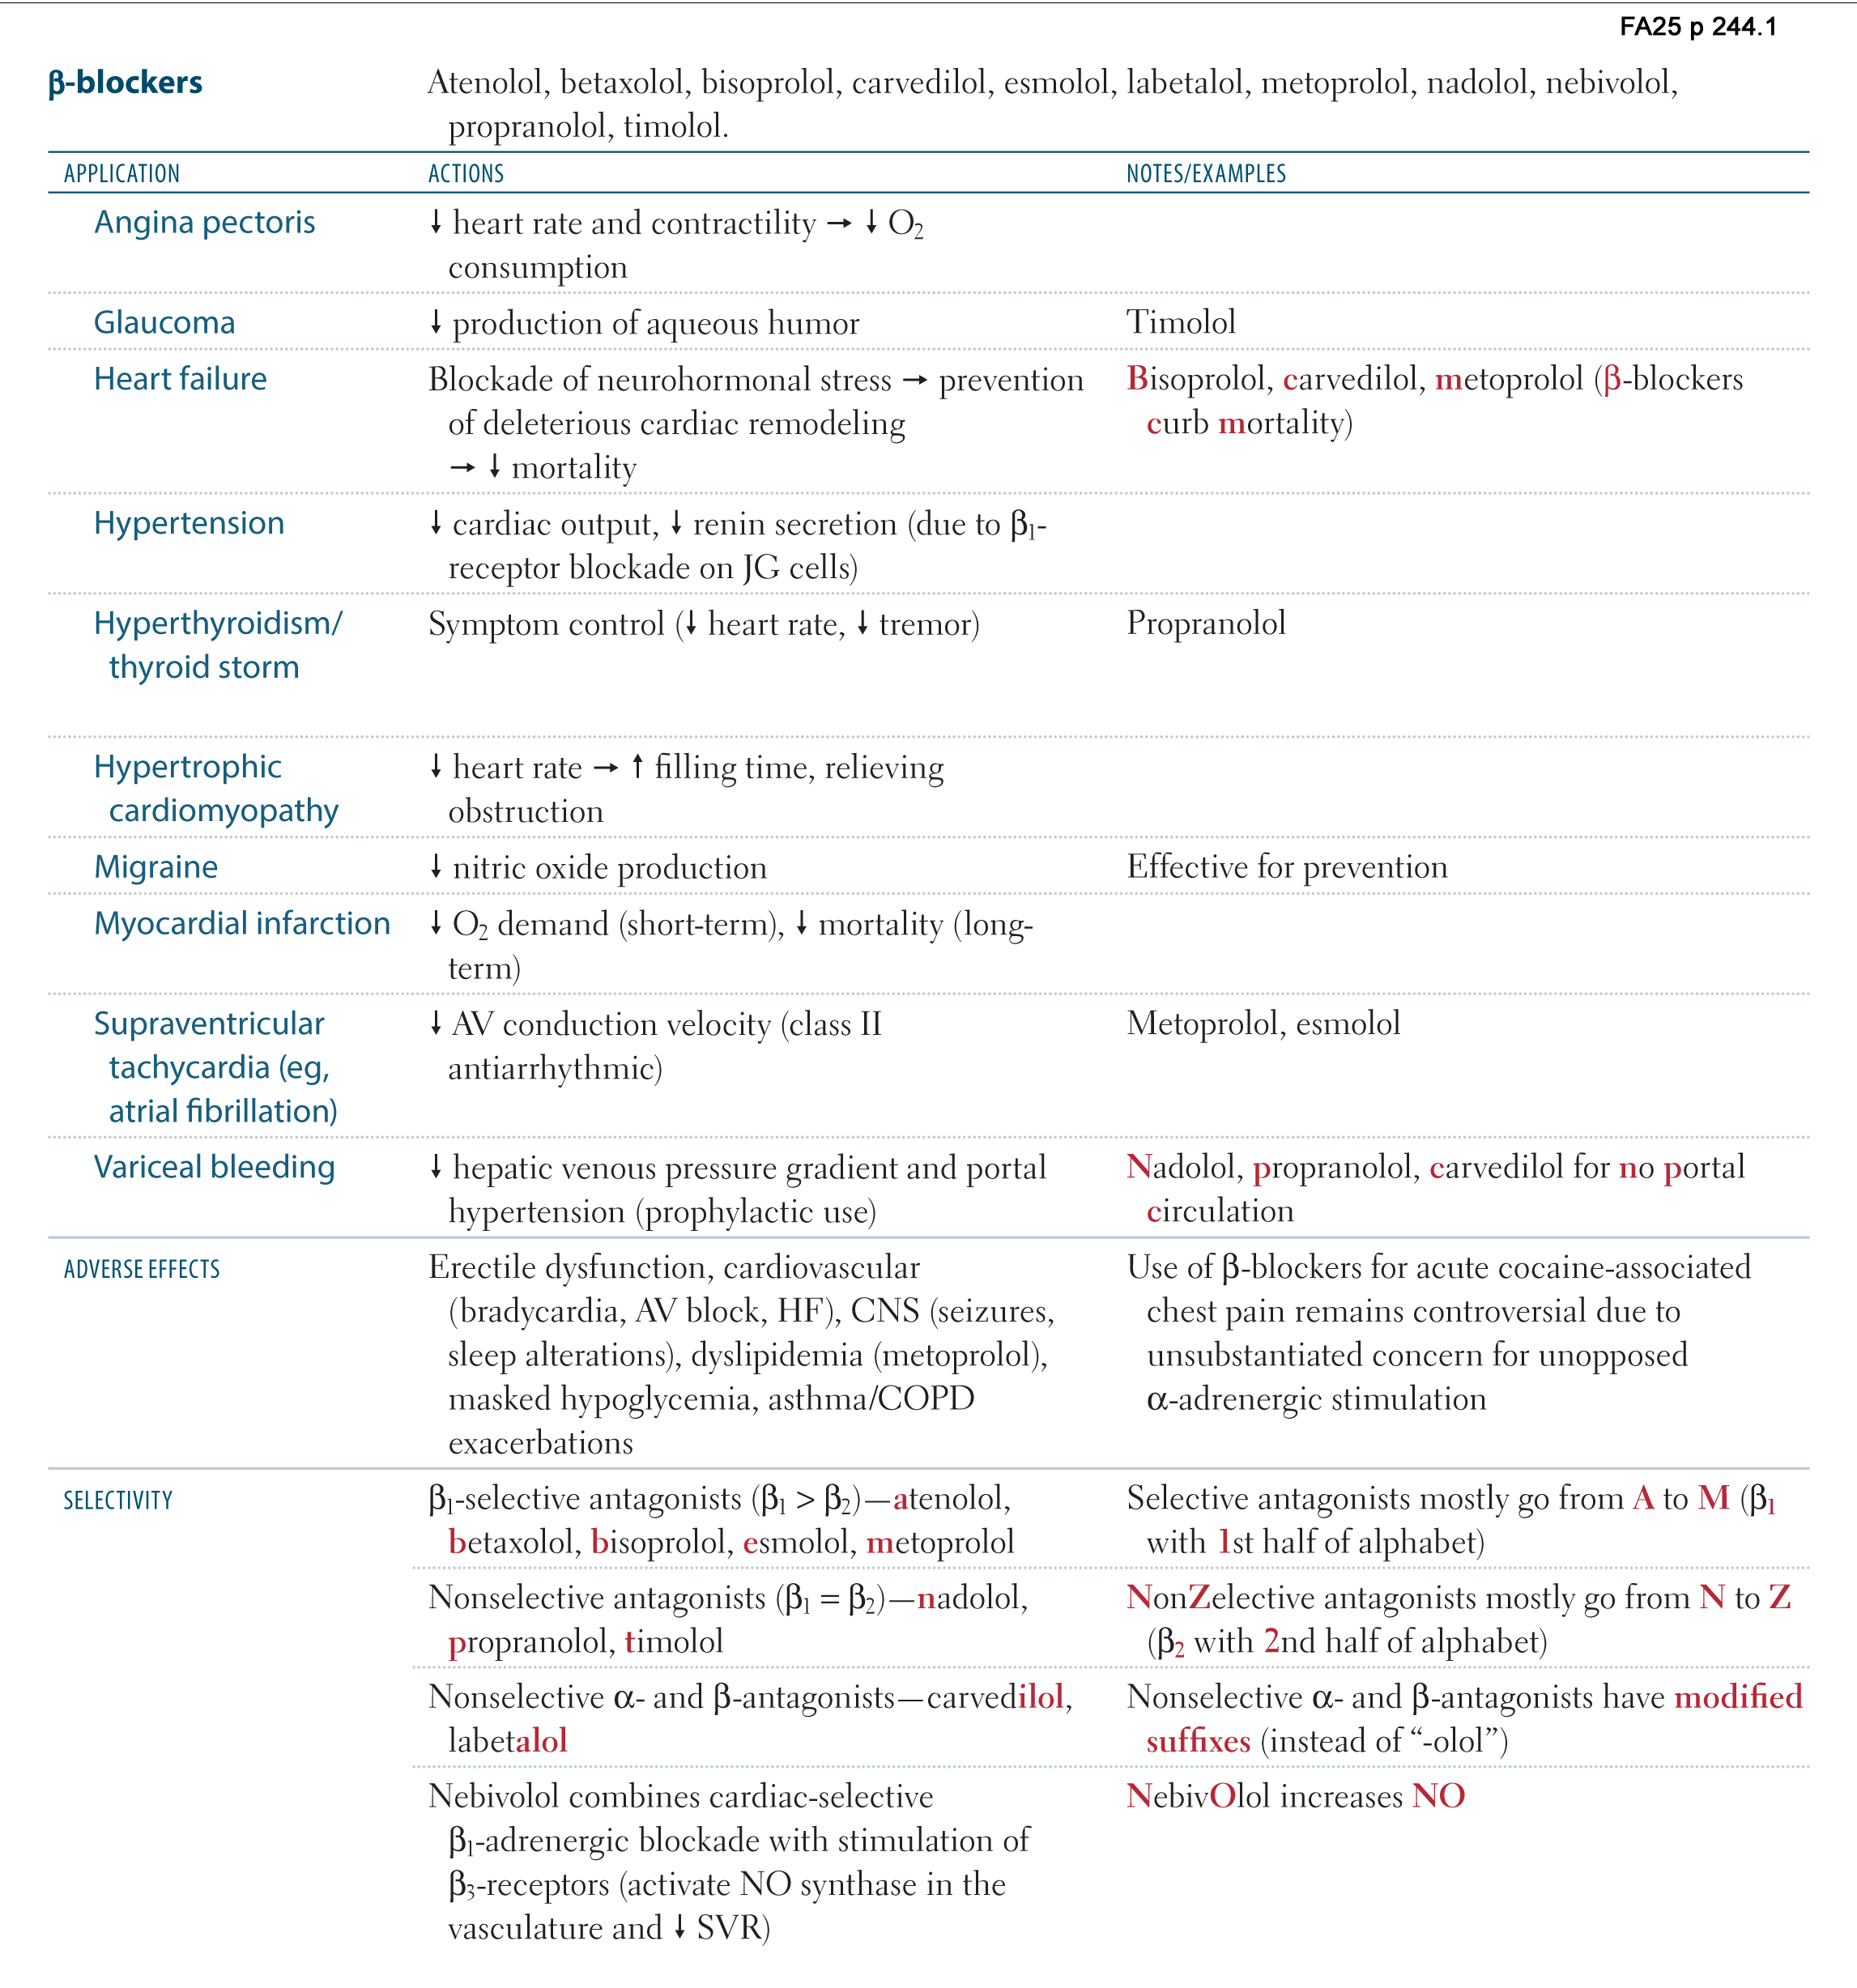 FA25 p 244.1
β-blockers
Atenolol, betaxolol, bisoprolol, carvedilol, esmolol, labetalol, metoprolol, nadolol, nebivolol,
propranolol, timolol.
APPLICATION ACTIONS NOTES/EXAMPLES
Angina pectoris
↓ heart rate and contractility → ↓ O₂
consumption
Glaucoma
↓ production of aqueous humor
Timolol
Heart failure
Blockade of neurohormonal stress → prevention
of deleterious cardiac remodeling
→ ↓ mortality
Bisoprolol, carvedilol, metoprolol (β-blockers
curb mortality)
Hypertension
↓ cardiac output, ↓ renin secretion (due to β₁-
receptor blockade on JG cells)
Hyperthyroidism/
thyroid storm
Symptom control (↓ heart rate, ↓ tremor)
Propranolol
Hypertrophic
cardiomyopathy
↓ heart rate → ↑ filling time, relieving
obstruction
Migraine
↓ nitric oxide production
Effective for prevention
Myocardial infarction
↓ O₂ demand (short-term), ↓ mortality (long-
term)
Supraventricular
tachycardia (eg,
atrial fibrillation)
↓ AV conduction velocity (class II
antiarrhythmic)
Metoprolol, esmolol
Variceal bleeding
↓ hepatic venous pressure gradient and portal
hypertension (prophylactic use)
Nadolol, propranolol, carvedilol for no portal
circulation
ADVERSE EFFECTS
Erectile dysfunction, cardiovascular
(bradycardia, AV block, HF), CNS (seizures,
sleep alterations), dyslipidemia (metoprolol),
masked hypoglycemia, asthma/COPD
exacerbations
Use of β-blockers for acute cocaine-associated
chest pain remains controversial due to
unsubstantiated concern for unopposed
α-adrenergic stimulation
SELECTIVITY
β₁-selective antagonists (β₁ > β₂)—atenolol,
betaxolol, bisoprolol, esmolol, metoprolol
Selective antagonists mostly go from A to M (β₁
with 1st half of alphabet)
Nonselective antagonists (β₁ = β₂)—nadolol,
propranolol, timolol
NonZelective antagonists mostly go from N to Z
(β₂ with 2nd half of alphabet)
Nonselective α- and β-antagonists—carvedilol,
labetalol
Nonselective α- and β-antagonists have modified
suffixes (instead of “-olol”)
Nebivolol combines cardiac-selective
β₁-adrenergic blockade with stimulation of
β₃-receptors (activate NO synthase in the
vasculature and ↓ SVR)
NebivOlol increases NO